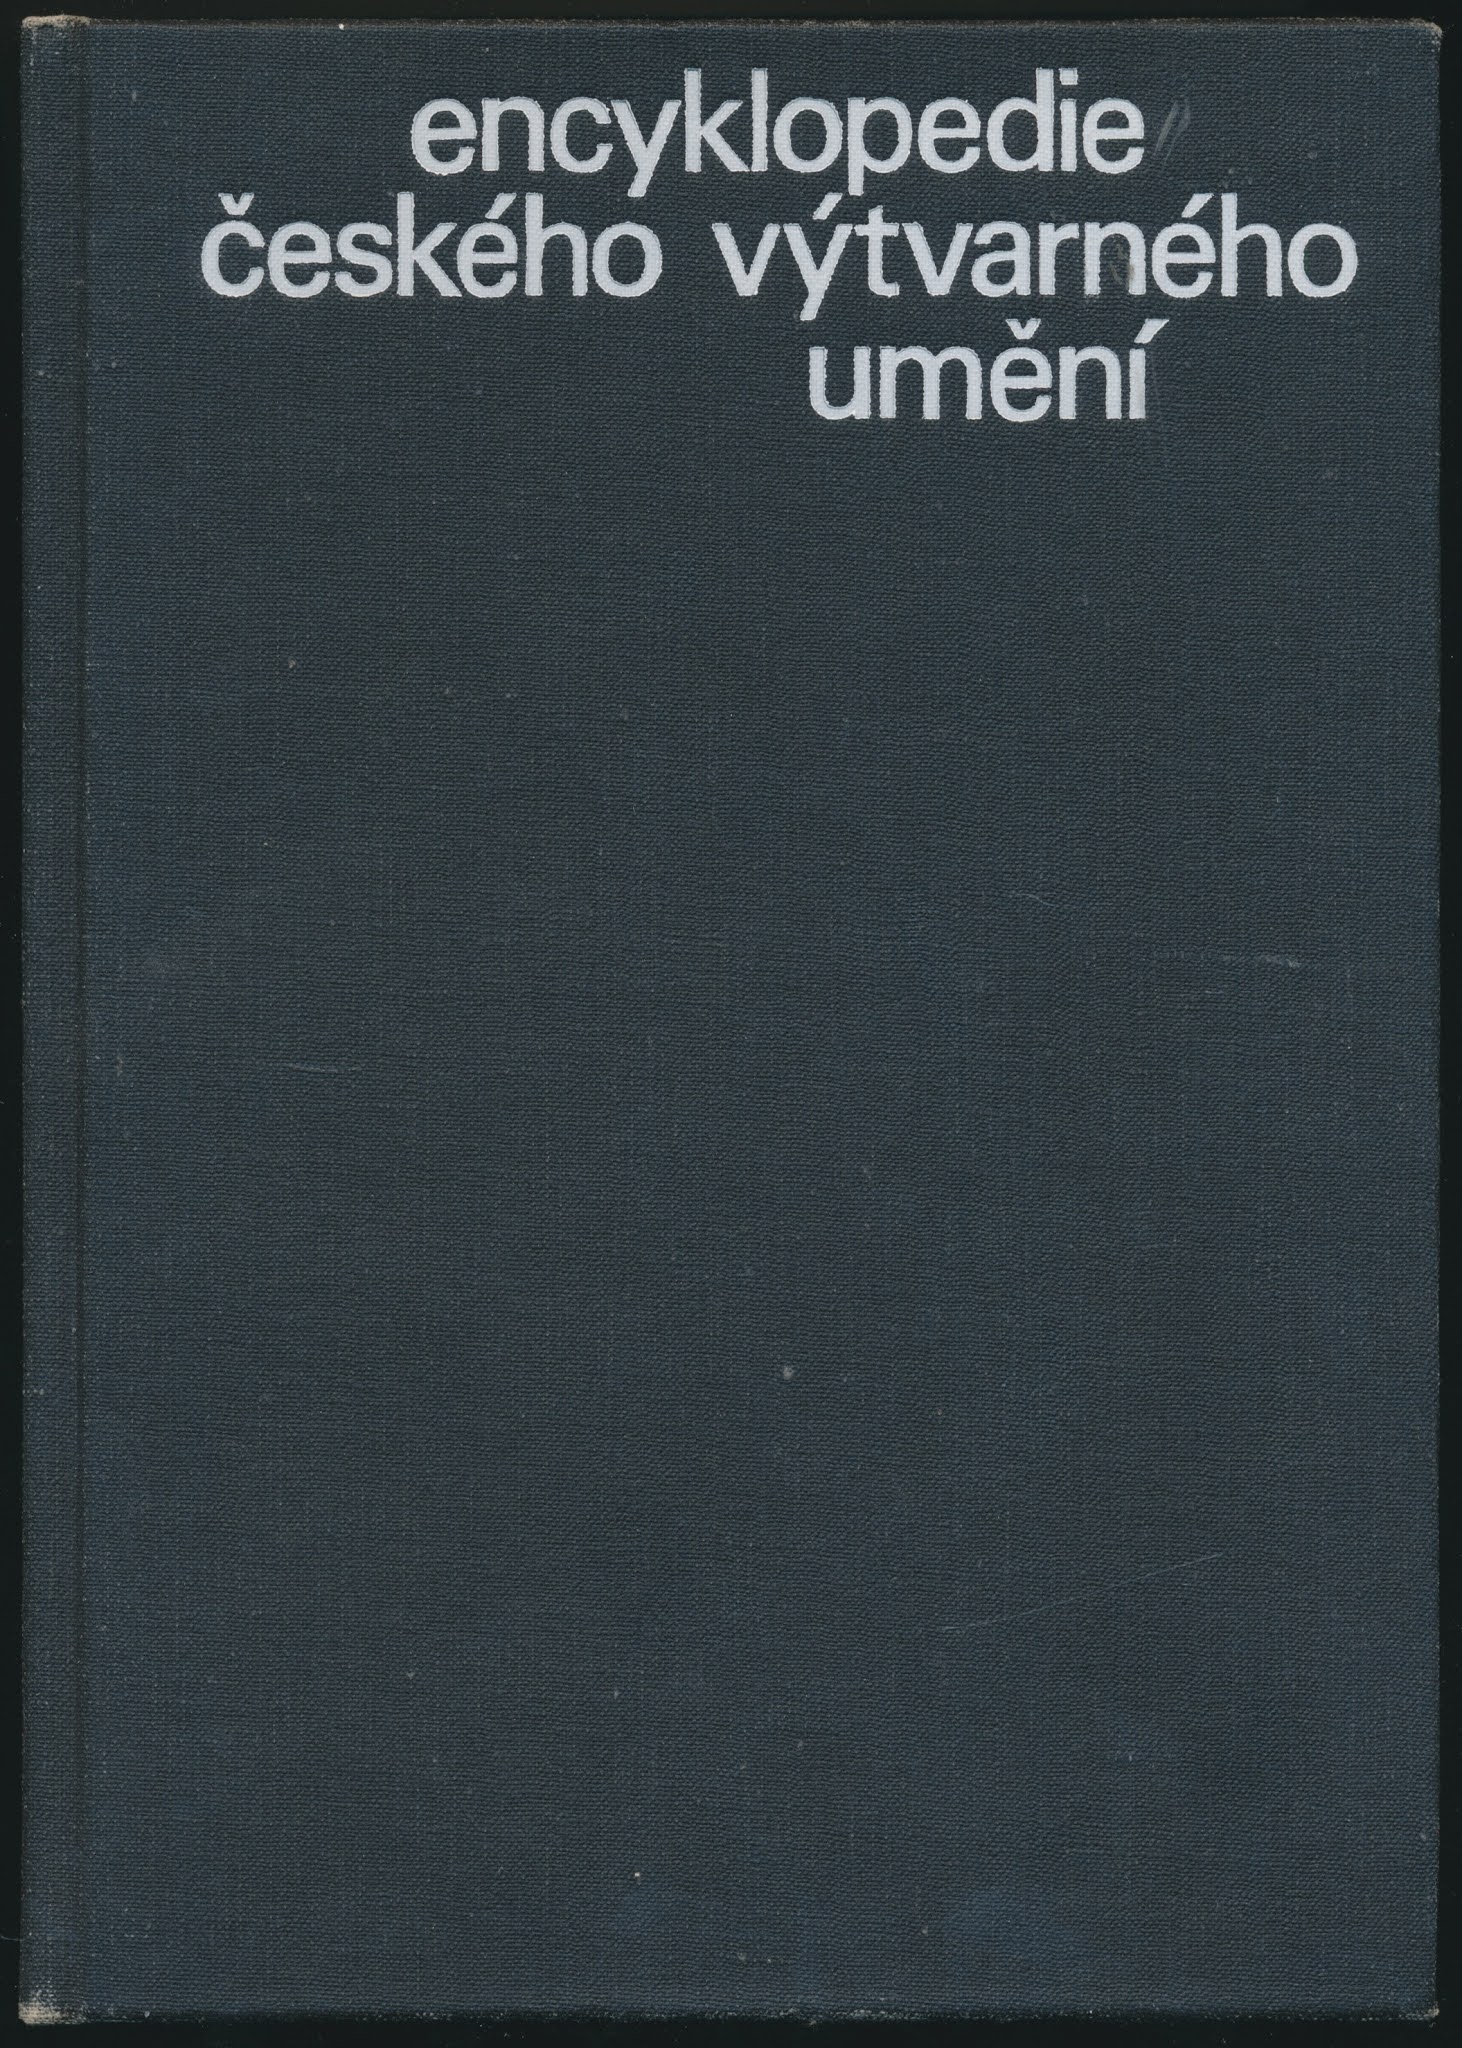 encyklopedie
českého výtvarného
umění